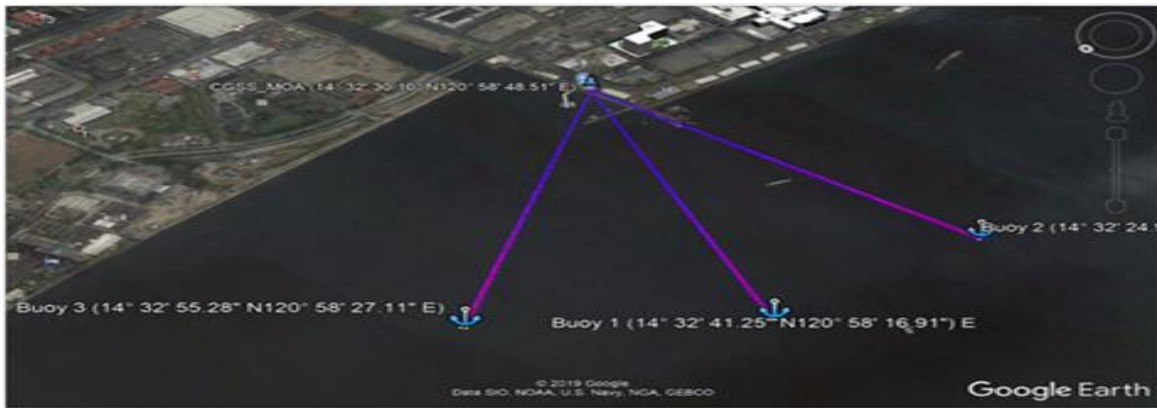 CGSS_MOA (14° 32' 30.10" N120° 58' 48.51" E)
Buoy 2 (14° 32' 24.
Buoy 3 (14° 32' 55.28" N120° 58' 27.11" E)
Buoy 1 (14° 32' 41.25" N120° 58' 16.91") E
© 2019 Google
Data SIO, NOAA, U.S. Navy, NGA, GEBCO
Google Earth